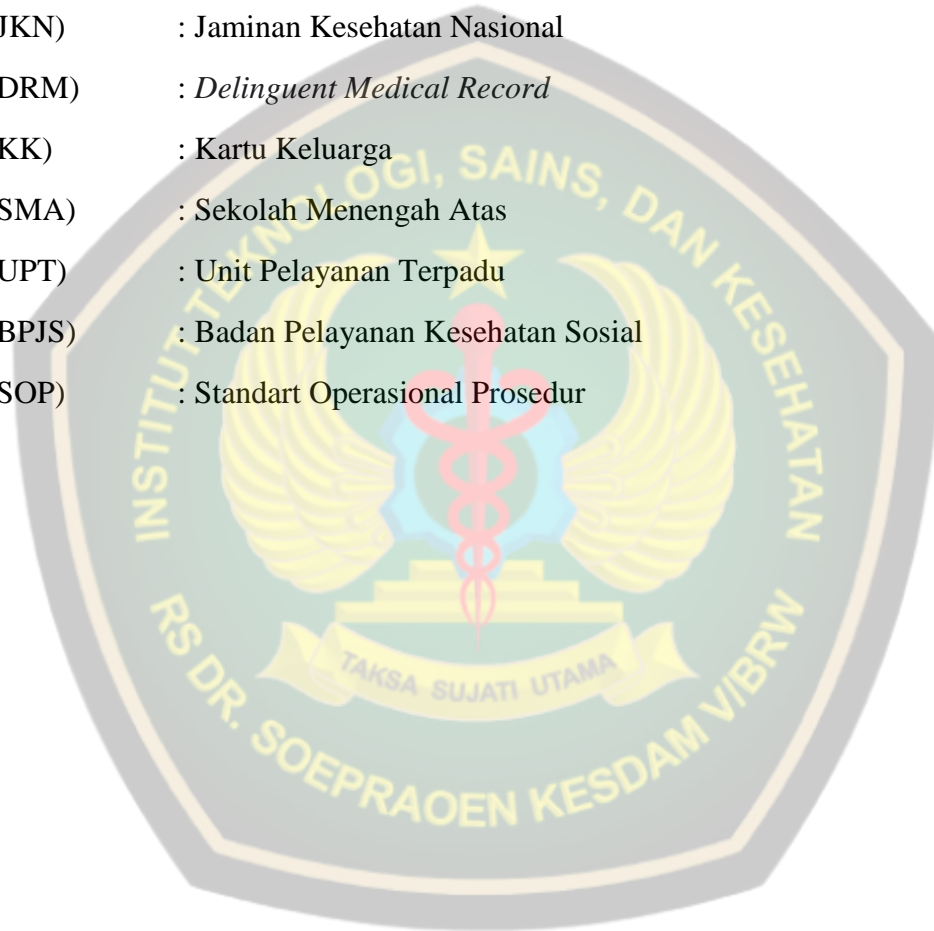 JKN) : Jaminan Kesehatan Nasional
DRM) : Delinguent Medical Record
KK) : Kartu Keluarga
SMA) : Sekolah Menengah Atas
UPT) : Unit Pelayanan Terpadu
BPJS) : Badan Pelayanan Kesehatan Sosial
SOP) : Standart Operasional Prosedur
INSTITUT TEKNOLOGI, SAINS, DAN KESEHATAN
TAKSA SUJATI UTAMA
RS DR. SOEPRAOEN KESDAM V/BRW